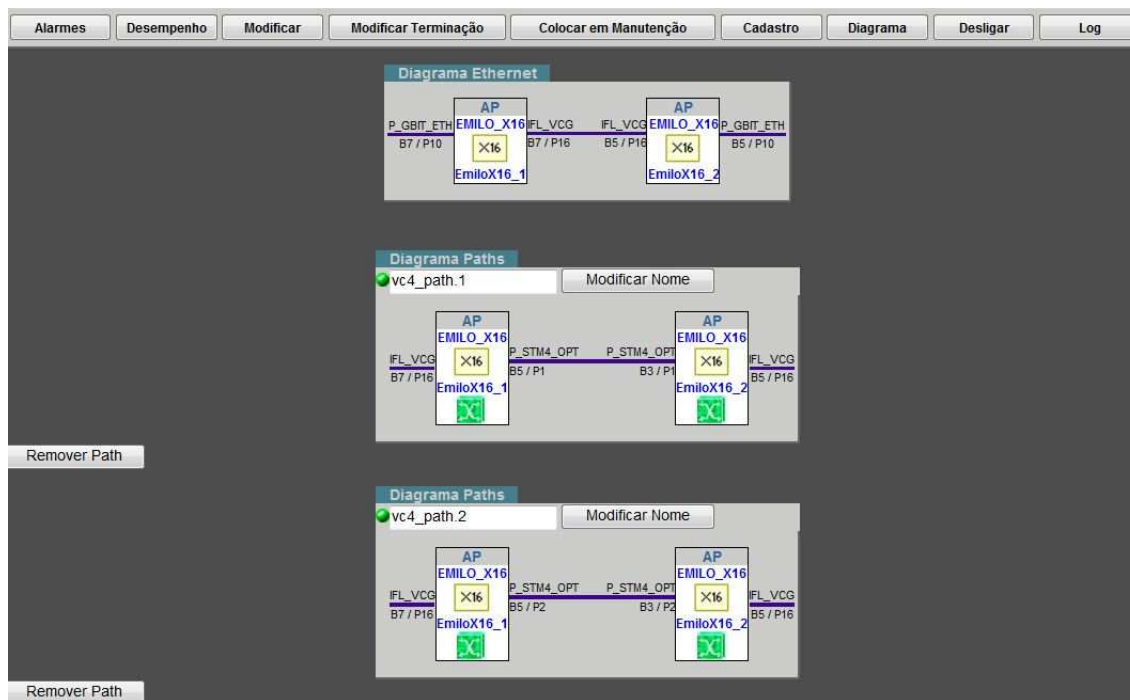 Alarmes Desempenho Modificar Modificar Terminação Colocar em Manutenção Cadastro Diagrama Desligar Log
Diagrama Ethernet
AP AP
P_GBIT_ETH EMILO_X16 IFL_VCG IFL_VCG EMILO_X16 P_GBIT_ETH
B7 / P10 X16 B7 / P16 B5 / P16 X16 B5 / P10
EmiloX16_1 EmiloX16_2
Diagrama Paths
vc4_path.1 Modificar Nome
AP AP
EMILO_X16 EMILO_X16
IFL_VCG X16 P_STM4_OPT P_STM4_OPT X16 IFL_VCG
B7 / P16 B5 / P1 B3 / P1 B5 / P16
EmiloX16_1 EmiloX16_2
Remover Path
Diagrama Paths
vc4_path.2 Modificar Nome
AP AP
EMILO_X16 EMILO_X16
IFL_VCG X16 P_STM4_OPT P_STM4_OPT X16 IFL_VCG
B7 / P16 B5 / P2 B3 / P2 B5 / P16
EmiloX16_1 EmiloX16_2
Remover Path